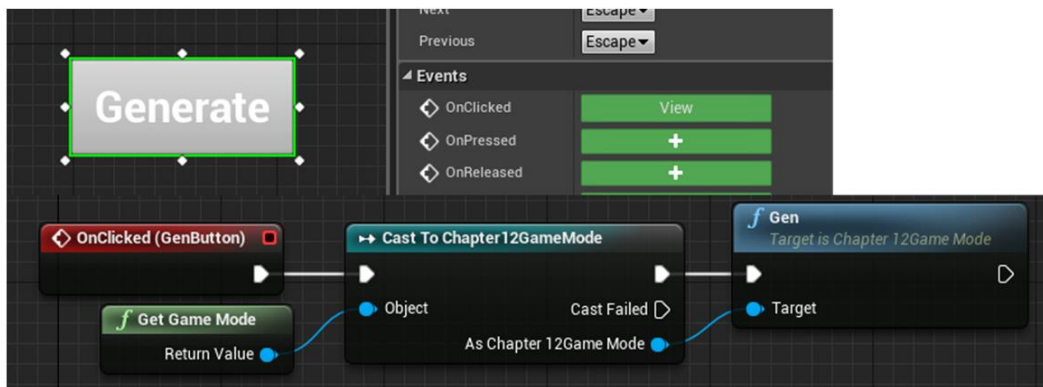 Next
Escape
Previous
Escape
Generate
Events
OnClicked
View
OnPressed
+
OnReleased
+
OnClicked (GenButton)
Get Game Mode
Return Value
Cast To Chapter12GameMode
Object
Cast Failed
As Chapter 12Game Mode
f Gen
Target is Chapter 12Game Mode
Target